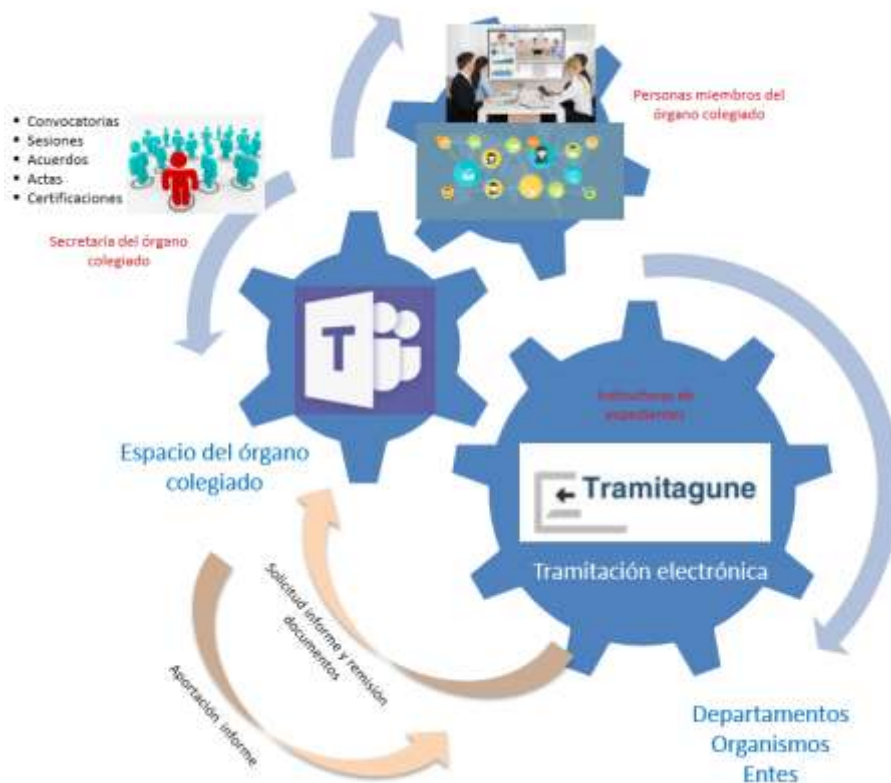 Convocatorias
Sesiones
Acuerdos
Actas
Certificaciones
Secretaría del órgano
colegiado
Personas miembros del
órgano colegiado
T
Espacio del órgano
colegiado
expedientes
Tramitagune
Tramitación electrónica
Solicitud informe y remisión
documentos
Aportación informe
Departamentos
Organismos
Entes